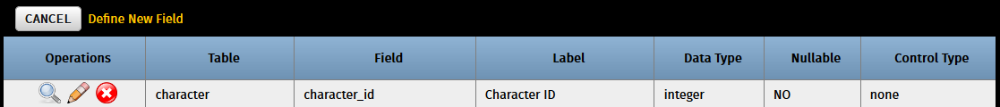 CANCEL Define New Field
Operations Table Field Label Data Type Nullable Control Type
character character_id Character ID integer NO none